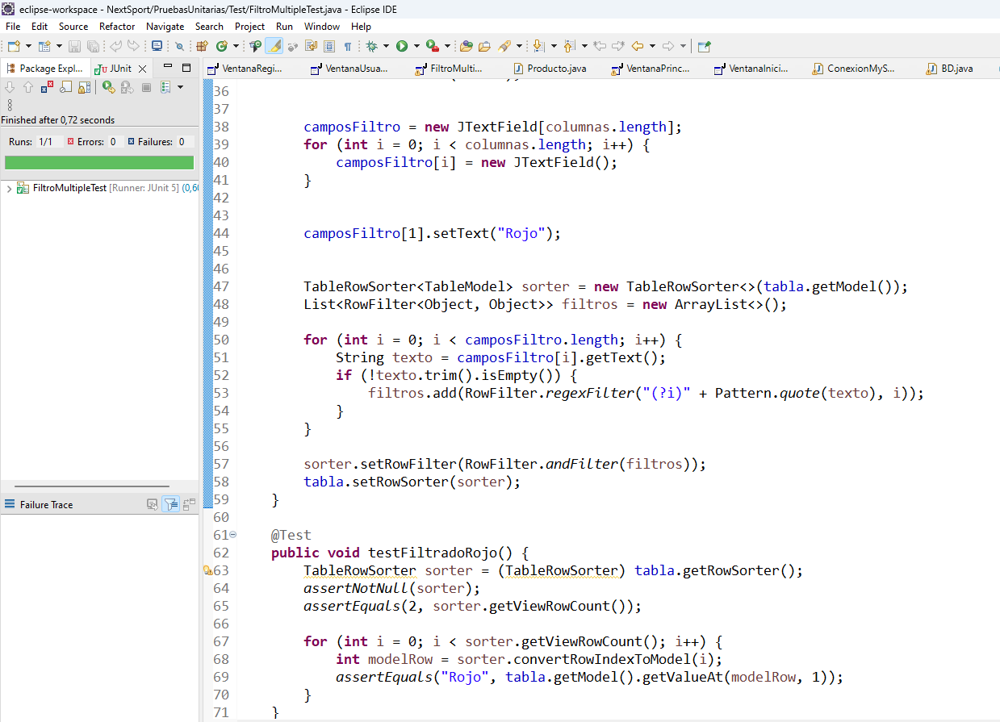 eclipse-workspace - NextSport/PruebasUnitarias/Test/FiltroMultipleTest.java - Eclipse IDE
File Edit Source Refactor Navigate Search Project Run Window Help
Package Expl... JUnit
VentanaRegi... VentanaUsua... FiltroMulti... Producto.java VentanaPrinc... VentanaInici... ConexionMyS... BD.java
Finished after 0,72 seconds
Runs: 1/1 Errors: 0 Failures: 0
FiltroMultipleTest [Runner: JUnit 5] (0,60
Failure Trace
36
37
38 camposFiltro = new JTextField[columnas.length];
39 for (int i = 0; i < columnas.length; i++) {
40 camposFiltro[i] = new JTextField();
41 }
42
43
44 camposFiltro[1].setText("Rojo");
45
46
47 TableRowSorter<TableModel> sorter = new TableRowSorter<>(tabla.getModel());
48 List<RowFilter<Object, Object>> filtros = new ArrayList<>();
49
50 for (int i = 0; i < camposFiltro.length; i++) {
51 String texto = camposFiltro[i].getText();
52 if (!texto.trim().isEmpty()) {
53 filtros.add(RowFilter.regexFilter("(?i)" + Pattern.quote(texto), i));
54 }
55 }
56
57 sorter.setRowFilter(RowFilter.andFilter(filtros));
58 tabla.setRowSorter(sorter);
59 }
60
61 @Test
62 public void testFiltradoRojo() {
63 TableRowSorter sorter = (TableRowSorter) tabla.getRowSorter();
64 assertNotNull(sorter);
65 assertEquals(2, sorter.getViewRowCount());
66
67 for (int i = 0; i < sorter.getViewRowCount(); i++) {
68 int modelRow = sorter.convertRowIndexToModel(i);
69 assertEquals("Rojo", tabla.getModel().getValueAt(modelRow, 1));
70 }
71 }